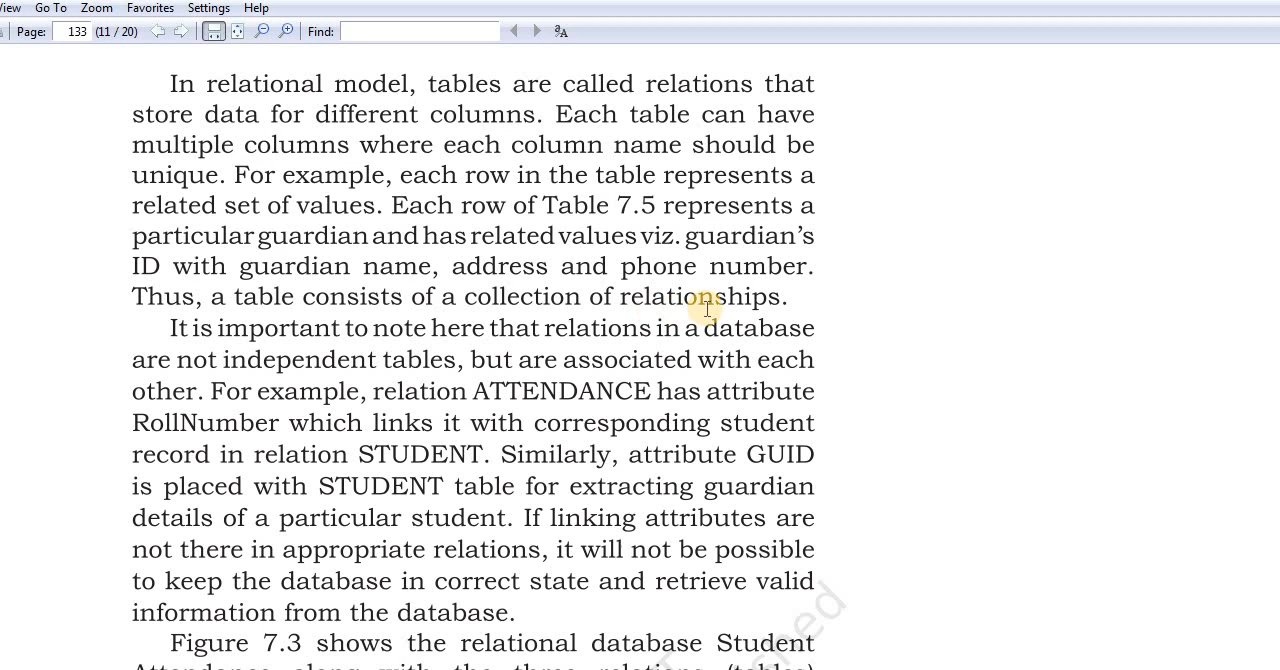 View Go To Zoom Favorites Settings Help
Page: 133 (11 / 20) Find:
In relational model, tables are called relations that
store data for different columns. Each table can have
multiple columns where each column name should be
unique. For example, each row in the table represents a
related set of values. Each row of Table 7.5 represents a
particular guardian and has related values viz. guardian’s
ID with guardian name, address and phone number.
Thus, a table consists of a collection of relationships.
It is important to note here that relations in a database
are not independent tables, but are associated with each
other. For example, relation ATTENDANCE has attribute
RollNumber which links it with corresponding student
record in relation STUDENT. Similarly, attribute GUID
is placed with STUDENT table for extracting guardian
details of a particular student. If linking attributes are
not there in appropriate relations, it will not be possible
to keep the database in correct state and retrieve valid
information from the database.
Figure 7.3 shows the relational database Student
Attendance along with the three relations (tables)